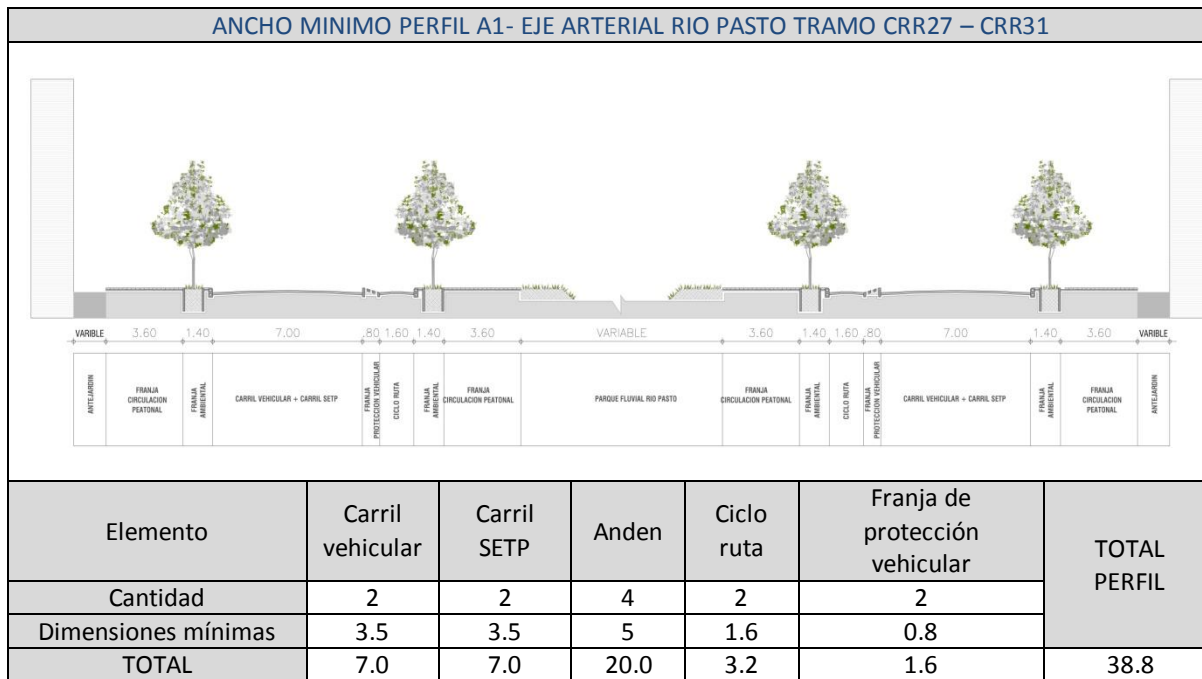 ANCHO MINIMO PERFIL A1- EJE ARTERIAL RIO PASTO TRAMO CRR27 – CRR31
VARIBLE 3.60 1.40 7.00 .80 1.60 1.40 3.60 VARIABLE 3.60 1.40 1.60 .80 7.00 1.40 3.60 VARIBLE
ANTEJARDIN
FRANJA
CIRCULACION
PEATONAL
FRANJA
AMBIENTAL
CARRIL VEHICULAR + CARRIL SETP
FRANJA
PROTECCION VEHICULAR
CICLO RUTA
FRANJA
AMBIENTAL
FRANJA
CIRCULACION PEATONAL
PARQUE FLUVIAL RIO PASTO
FRANJA
CIRCULACION PEATONAL
FRANJA
AMBIENTAL
CICLO RUTA
FRANJA
PROTECCION VEHICULAR
CARRIL VEHICULAR + CARRIL SETP
FRANJA
AMBIENTAL
FRANJA
CIRCULACION
PEATONAL
ANTEJARDIN
Elemento
Carril
vehicular
Carril
SETP
Anden
Ciclo
ruta
Franja de
protección
vehicular
TOTAL
PERFIL
Cantidad 2 2 4 2 2
Dimensiones mínimas 3.5 3.5 5 1.6 0.8
TOTAL 7.0 7.0 20.0 3.2 1.6 38.8